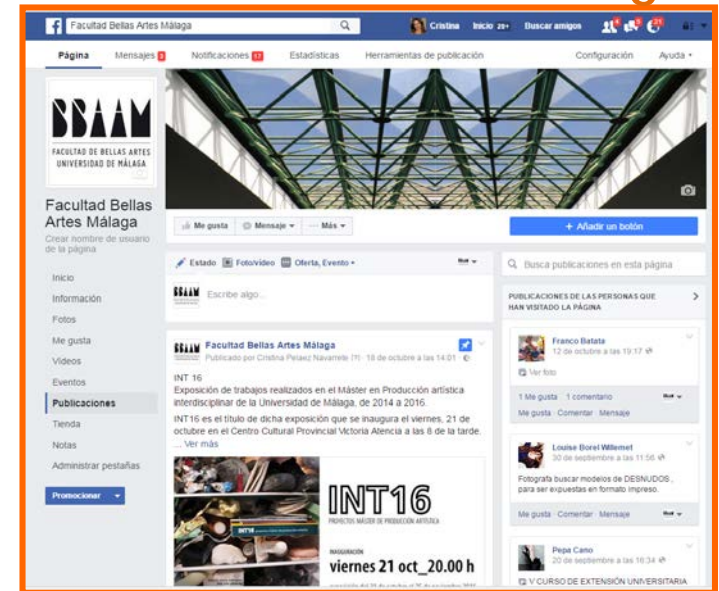 Facultad Bellas Artes Málaga
Cristina Inicio 20+ Buscar amigos
Página Mensajes Notificaciones 17 Estadísticas Herramientas de publicación Configuración Ayuda
BBAAM
FACULTAD DE BELLAS ARTES
UNIVERSIDAD DE MÁLAGA
Facultad Bellas
Artes Málaga
Crear nombre de usuario
de la página
Inicio
Información
Fotos
Me gusta
Vídeos
Eventos
Publicaciones
Tienda
Notas
Administrar pestañas
Promocionar
Me gusta Mensaje Más
+ Añadir un botón
Estado Foto/vídeo Oferta, Evento
BBAAM Escribe algo...
BBAAM Facultad Bellas Artes Málaga
Publicado por Cristina Pelaez Navarrete [?] · 18 de octubre a las 14:01 ·
INT 16
Exposición de trabajos realizados en el Máster en Producción artística
interdisciplinar de la Universidad de Málaga, de 2014 a 2016.
INT16 es el título de dicha exposición que se inaugura el viernes, 21 de
octubre en el Centro Cultural Provincial Victoria Atencia a las 8 de la tarde.
... Ver más
INT16
PROYECTOS MÁSTER DE PRODUCCIÓN ARTÍSTICA
INAUGURACIÓN
viernes 21 oct_20.00 h
Busca publicaciones en esta página
PUBLICACIONES DE LAS PERSONAS QUE
HAN VISITADO LA PÁGINA
Franco Batata
12 de octubre a las 19:17
Ver foto
1 Me gusta 1 comentario
Me gusta · Comentar · Mensaje
Louise Borel Willemet
30 de septiembre a las 11:56
Fotografa buscar modelos de DESNUDOS ,
para ser expuestas en formato impreso.
Me gusta · Comentar · Mensaje
Pepa Cano
20 de septiembre a las 16:34
V CURSO DE EXTENSIÓN UNIVERSITARIA